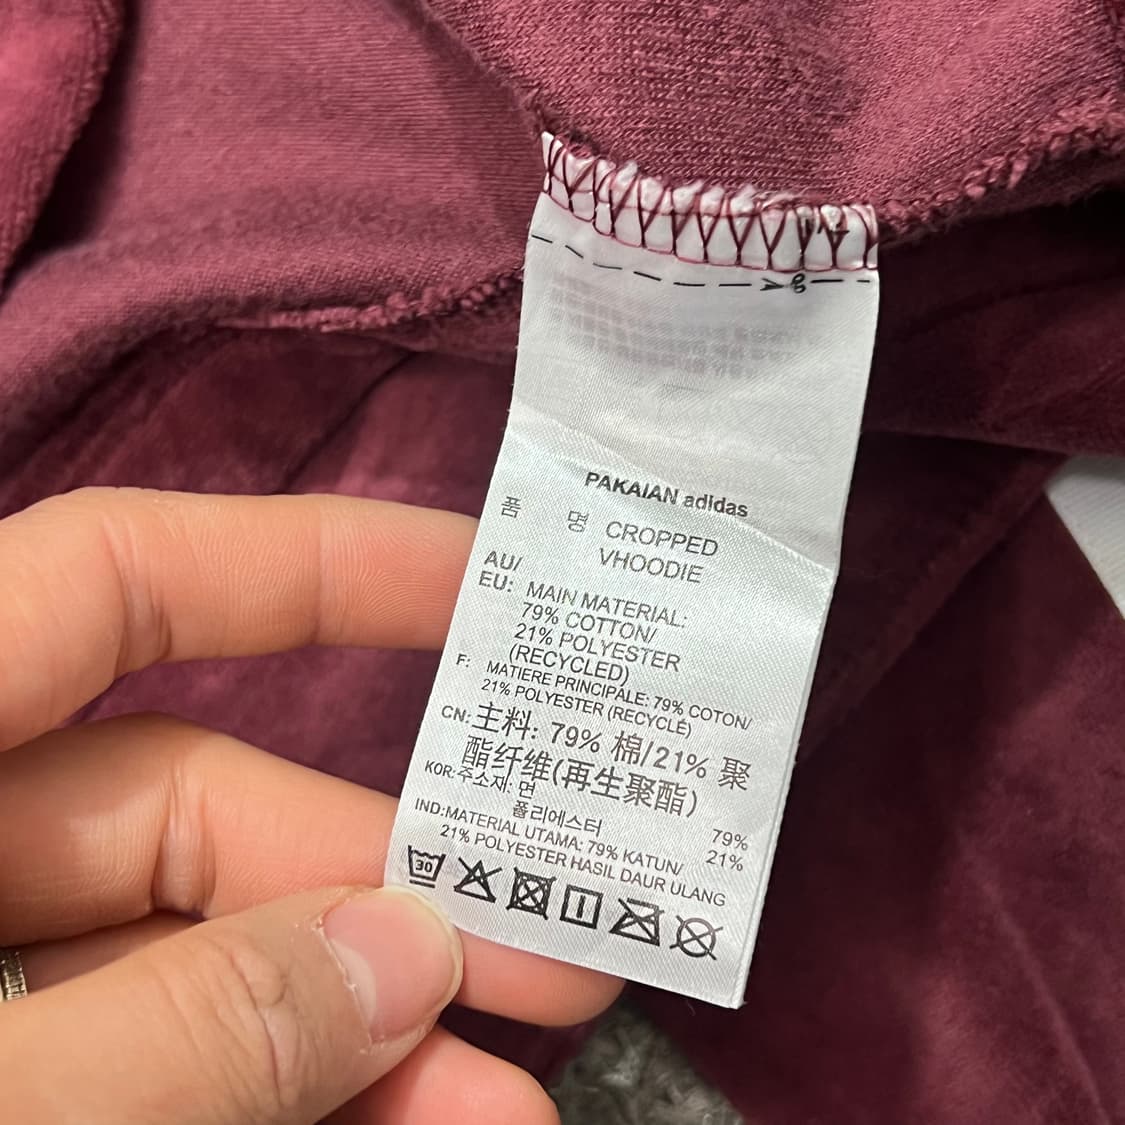 PAKAIAN adidas
품 명 CROPPED
VHOODIE
AU/
EU: MAIN MATERIAL:
79% COTTON/
21% POLYESTER
(RECYCLED)
F: MATIERE PRINCIPALE: 79% COTON/
21% POLYESTER (RECYCLÉ)
CN: 主料: 79% 棉/21% 聚
酯纤维(再生聚酯)
KOR: 주소재: 면 79%
폴리에스터 21%
IND: MATERIAL UTAMA: 79% KATUN/
21% POLYESTER HASIL DAUR ULANG
30